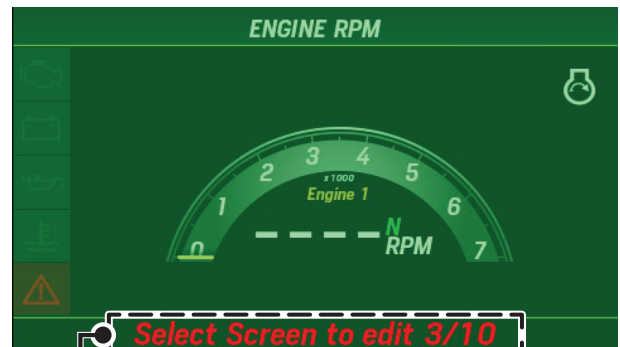 ENGINE RPM
0 1 2 3 4 5 6 7
x 1000
Engine 1
---- N
RPM
Select Screen to edit 3/10